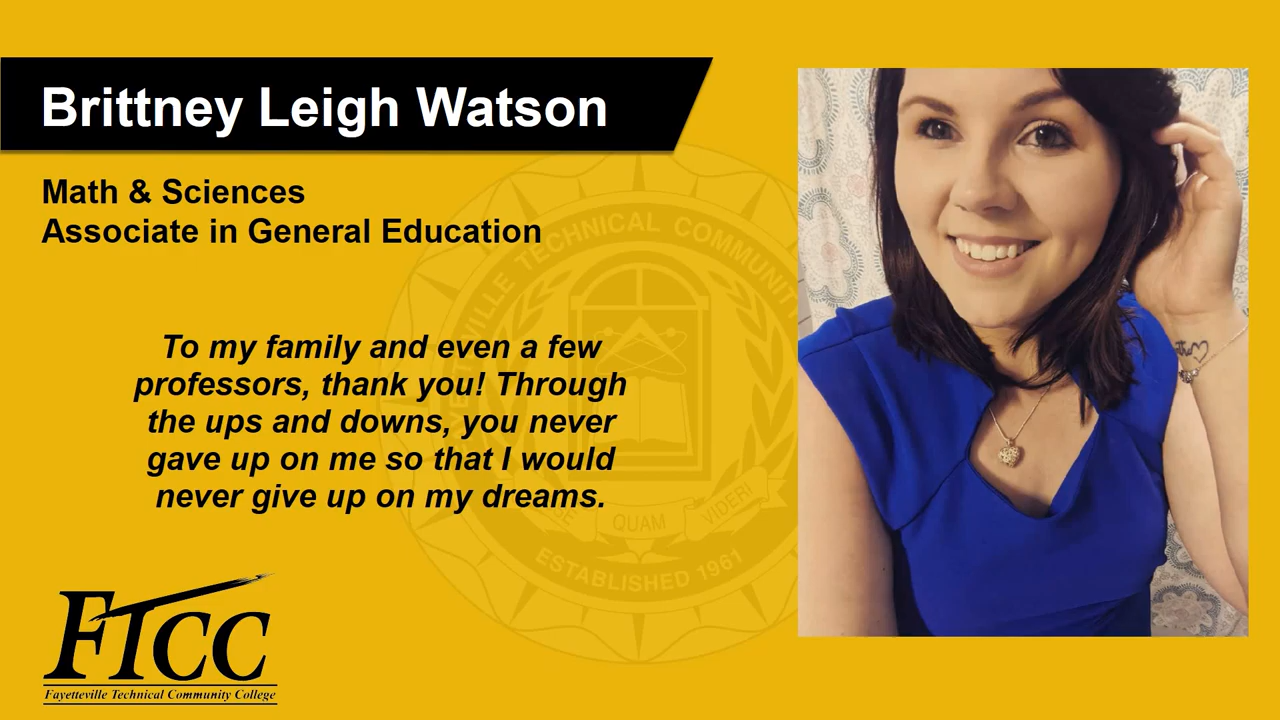 Brittney Leigh Watson
Math & Sciences
Associate in General Education
To my family and even a few
professors, thank you! Through
the ups and downs, you never
gave up on me so that I would
never give up on my dreams.
FTCC
Fayetteville Technical Community College
TECHNICAL COMMUNITY
QUAM
VIDERI
ESTABLISHED 1961